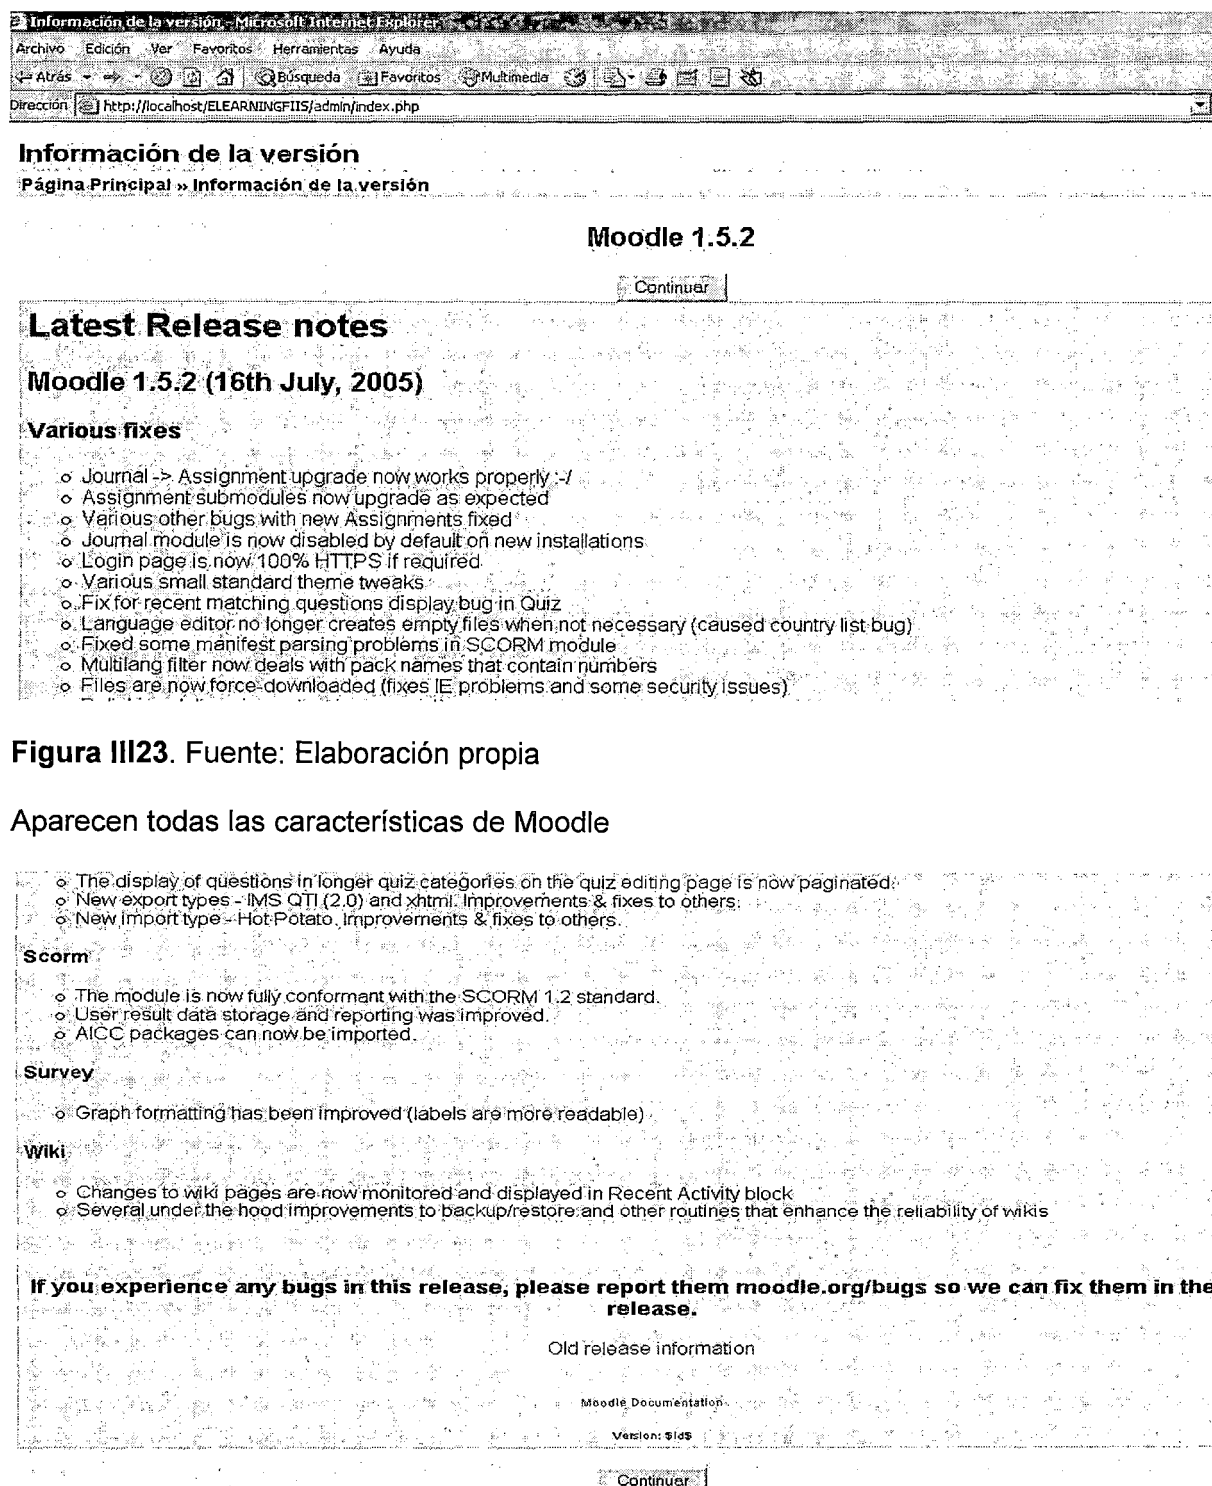 Información de la versión - Microsoft Internet Explorer
Archivo Edición Ver Favoritos Herramientas Ayuda
Atrás Búsqueda Favoritos Multimedia
Dirección http://localhost/ELEARNINGFIIS/admin/index.php
Información de la versión
Página Principal » Información de la versión
Moodle 1.5.2
Continuar
Latest Release notes
Moodle 1.5.2 (16th July, 2005)
Various fixes
Journal -> Assignment upgrade now works properly :-/
Assignment submodules now upgrade as expected
Various other bugs with new Assignments fixed
Journal module is now disabled by default on new installations
Login page is now 100% HTTPS if required
Various small standard theme tweaks
Fix for recent matching questions display bug in Quiz
Language editor no longer creates empty files when not necessary (caused country list bug)
Fixed some manifest parsing problems in SCORM module
Multilang filter now deals with pack names that contain numbers
Files are now force-downloaded (fixes IE problems and some security issues)
Figura III23. Fuente: Elaboración propia
Aparecen todas las características de Moodle
The display of questions in longer quiz categories on the quiz editing page is now paginated.
New export types - IMS QTI (2.0) and xhtml. Improvements & fixes to others.
New import type - Hot Potato. Improvements & fixes to others.
Scorm
The module is now fully conformant with the SCORM 1.2 standard.
User result data storage and reporting was improved.
AICC packages can now be imported.
Survey
Graph formatting has been improved (labels are more readable)
Wiki
Changes to wiki pages are now monitored and displayed in Recent Activity block
Several under the hood improvements to backup/restore and other routines that enhance the reliability of wikis
If you experience any bugs in this release, please report them moodle.org/bugs so we can fix them in the
release.
Old release information
Moodle Documentation
Version: $Id$
Continuar